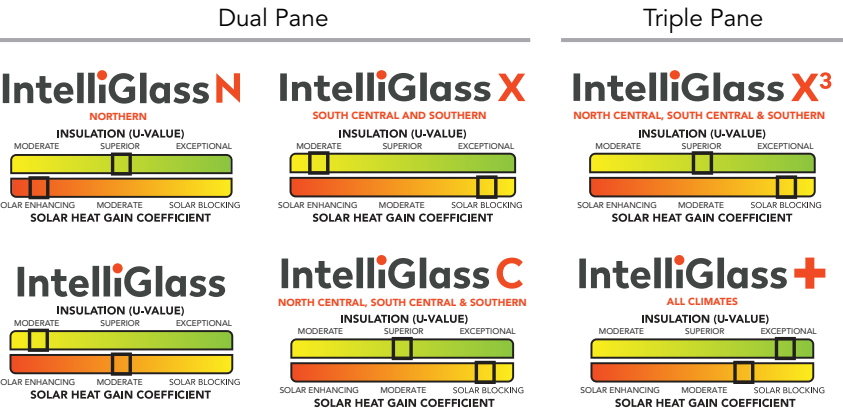 Dual Pane
Triple Pane
IntelliGlass N
NORTHERN
INSULATION (U-VALUE)
MODERATE SUPERIOR EXCEPTIONAL
OLAR ENHANCING MODERATE SOLAR BLOCKING
SOLAR HEAT GAIN COEFFICIENT
IntelliGlass X
SOUTH CENTRAL AND SOUTHERN
INSULATION (U-VALUE)
MODERATE SUPERIOR EXCEPTIONAL
SOLAR ENHANCING MODERATE SOLAR BLOCKING
SOLAR HEAT GAIN COEFFICIENT
IntelliGlass X³
NORTH CENTRAL, SOUTH CENTRAL & SOUTHERN
INSULATION (U-VALUE)
MODERATE SUPERIOR EXCEPTIONAL
SOLAR ENHANCING MODERATE SOLAR BLOCKING
SOLAR HEAT GAIN COEFFICIENT
IntelliGlass
INSULATION (U-VALUE)
MODERATE SUPERIOR EXCEPTIONAL
OLAR ENHANCING MODERATE SOLAR BLOCKING
SOLAR HEAT GAIN COEFFICIENT
IntelliGlass C
NORTH CENTRAL, SOUTH CENTRAL & SOUTHERN
INSULATION (U-VALUE)
MODERATE SUPERIOR EXCEPTIONAL
SOLAR ENHANCING MODERATE SOLAR BLOCKING
SOLAR HEAT GAIN COEFFICIENT
IntelliGlass +
ALL CLIMATES
INSULATION (U-VALUE)
MODERATE SUPERIOR EXCEPTIONAL
SOLAR ENHANCING MODERATE SOLAR BLOCKING
SOLAR HEAT GAIN COEFFICIENT